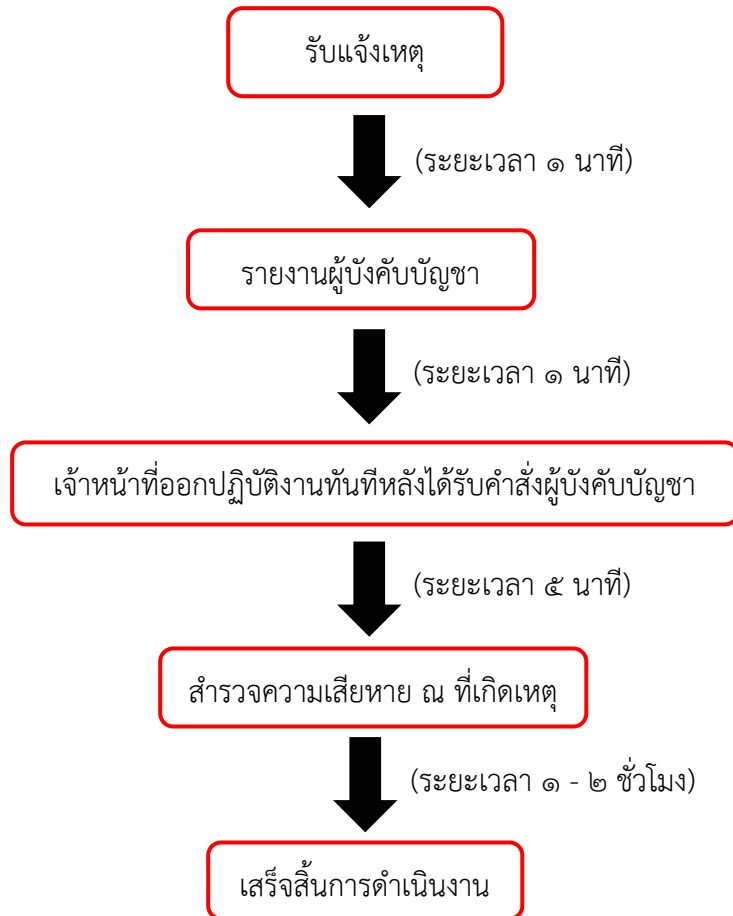 รับแจ้งเหตุ
(ระยะเวลา ๑ นาที)
รายงานผู้บังคับบัญชา
(ระยะเวลา ๑ นาที)
เจ้าหน้าที่ออกปฏิบัติงานทันทีหลังได้รับคำสั่งผู้บังคับบัญชา
(ระยะเวลา ๕ นาที)
สำรวจความเสียหาย ณ ที่เกิดเหตุ
(ระยะเวลา ๑ - ๒ ชั่วโมง)
เสร็จสิ้นการดำเนินงาน